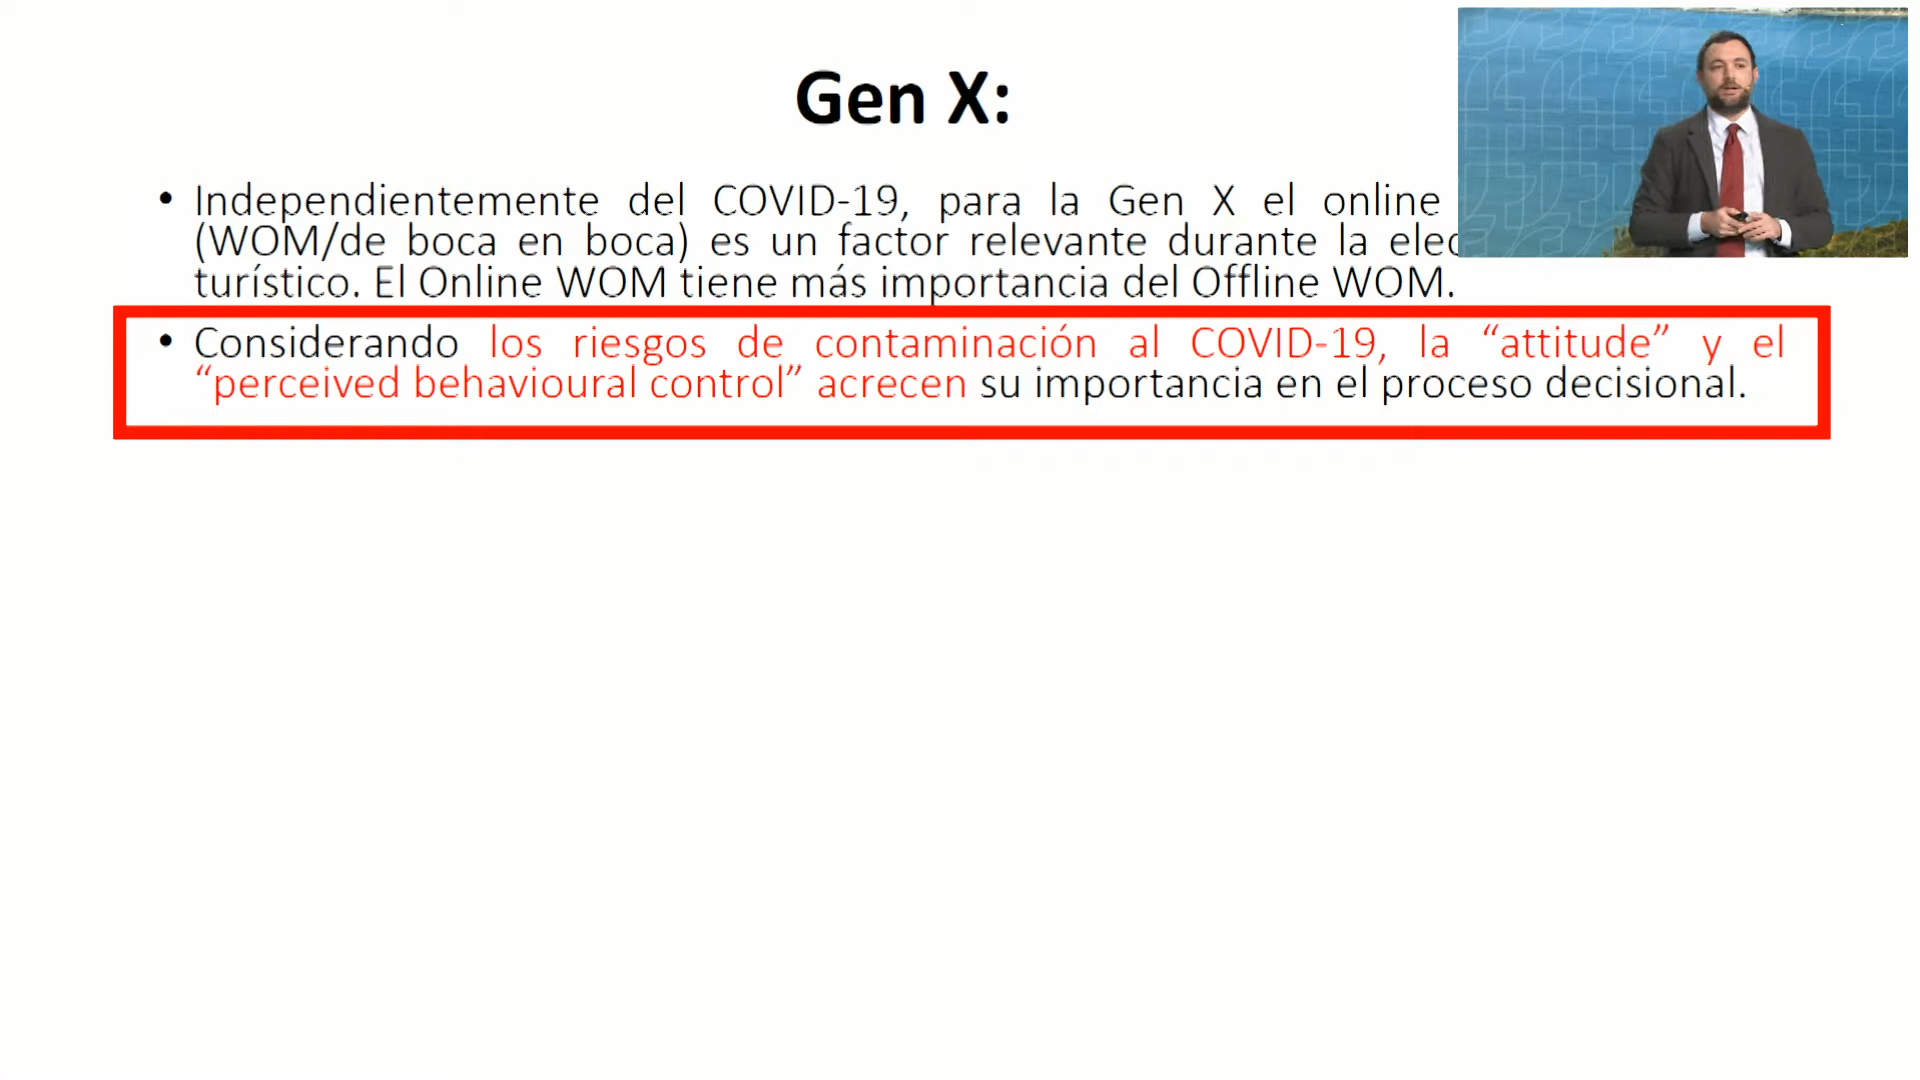 Gen X:
• Independientemente del COVID-19, para la Gen X el online
(WOM/de boca en boca) es un factor relevante durante la
turístico. El Online WOM tiene más importancia del Offline WOM.
• Considerando los riesgos de contaminación al COVID-19, la “attitude” y el
“perceived behavioural control” acrecen su importancia en el proceso decisional.